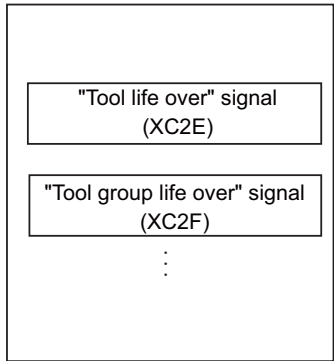 "Tool life over" signal
(XC2E)
"Tool group life over" signal
(XC2F)
⋮